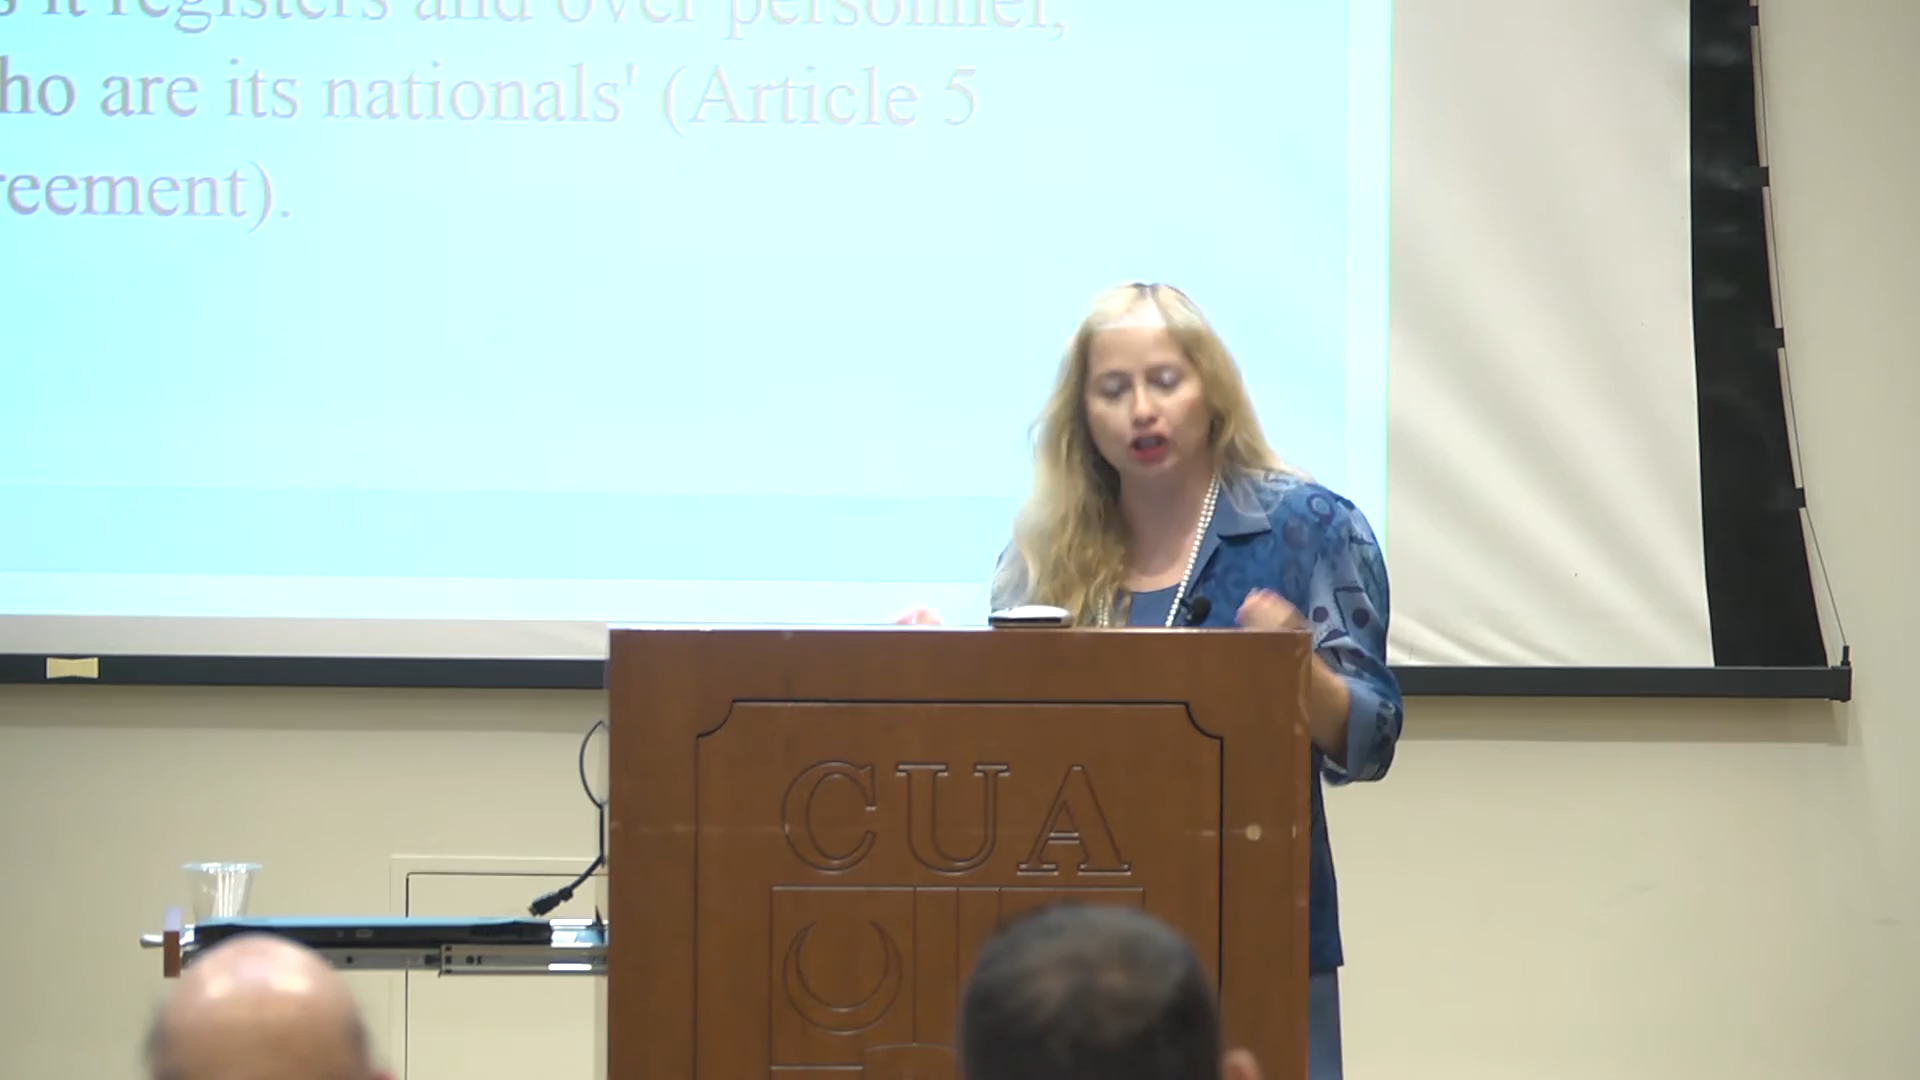 s it registers and over personnel,
ho are its nationals' (Article 5
reement).
CUA